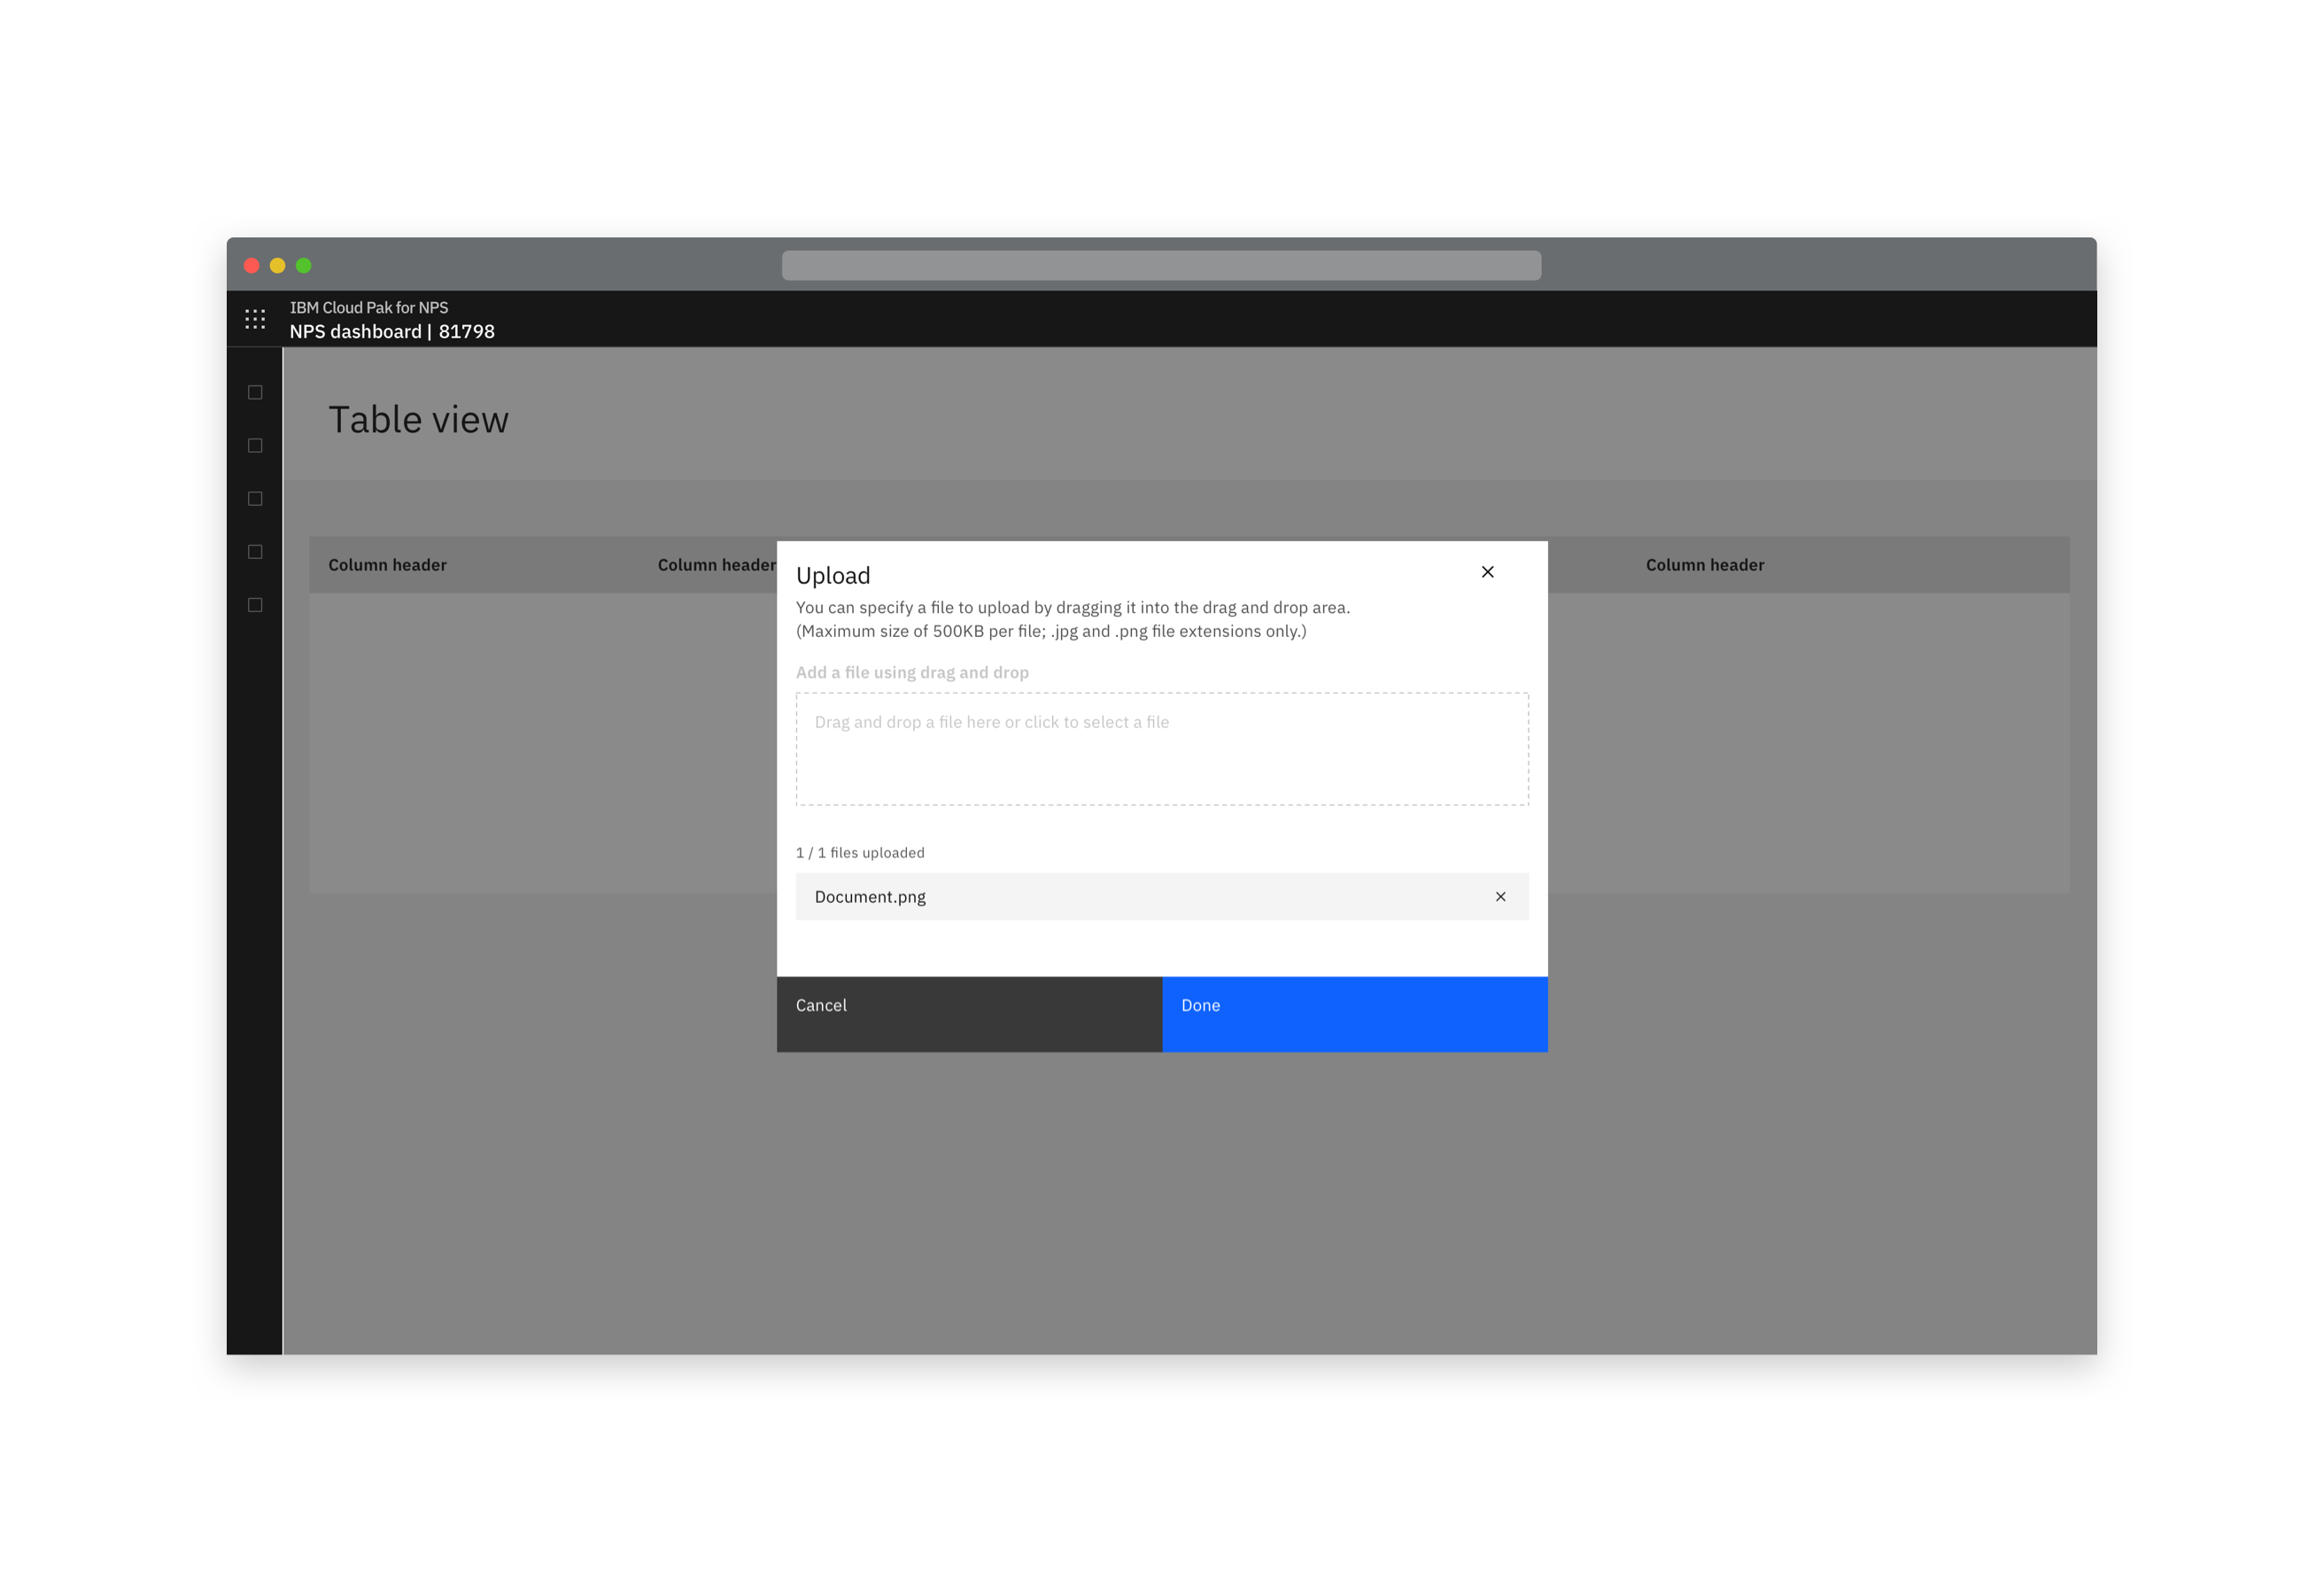 IBM Cloud Pak for NPS
NPS dashboard | 81798
Table view
Column header
Column header
Column header
Upload
You can specify a file to upload by dragging it into the drag and drop area.
(Maximum size of 500KB per file; .jpg and .png file extensions only.)
Add a file using drag and drop
Drag and drop a file here or click to select a file
1 / 1 files uploaded
Document.png
Cancel
Done